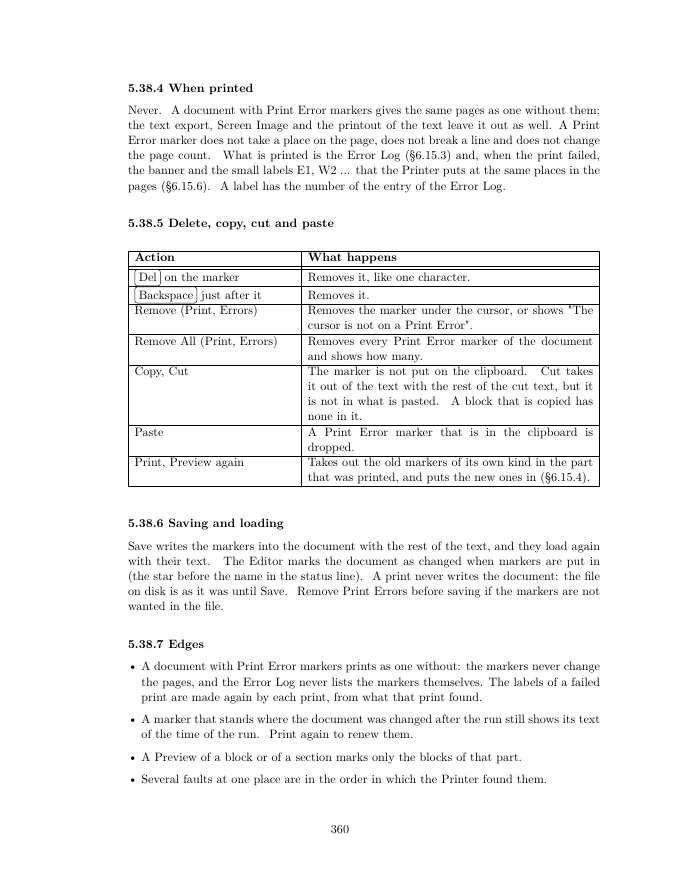 5.38.4 When printed
Never. A document with Print Error markers gives the same pages as one without them;
the text export, Screen Image and the printout of the text leave it out as well. A Print
Error marker does not take a place on the page, does not break a line and does not change
the page count. What is printed is the Error Log (§6.15.3) and, when the print failed,
the banner and the small labels E1, W2 ... that the Printer puts at the same places in the
pages (§6.15.6). A label has the number of the entry of the Error Log.
5.38.5 Delete, copy, cut and paste
Action What happens
Del on the marker Removes it, like one character.
Backspace just after it Removes it.
Remove (Print, Errors) Removes the marker under the cursor, or shows "The
cursor is not on a Print Error".
Remove All (Print, Errors) Removes every Print Error marker of the document
and shows how many.
Copy, Cut The marker is not put on the clipboard. Cut takes
it out of the text with the rest of the cut text, but it
is not in what is pasted. A block that is copied has
none in it.
Paste A Print Error marker that is in the clipboard is
dropped.
Print, Preview again Takes out the old markers of its own kind in the part
that was printed, and puts the new ones in (§6.15.4).
5.38.6 Saving and loading
Save writes the markers into the document with the rest of the text, and they load again
with their text. The Editor marks the document as changed when markers are put in
(the star before the name in the status line). A print never writes the document: the file
on disk is as it was until Save. Remove Print Errors before saving if the markers are not
wanted in the file.
5.38.7 Edges
• A document with Print Error markers prints as one without: the markers never change
the pages, and the Error Log never lists the markers themselves. The labels of a failed
print are made again by each print, from what that print found.
• A marker that stands where the document was changed after the run still shows its text
of the time of the run. Print again to renew them.
• A Preview of a block or of a section marks only the blocks of that part.
• Several faults at one place are in the order in which the Printer found them.
360